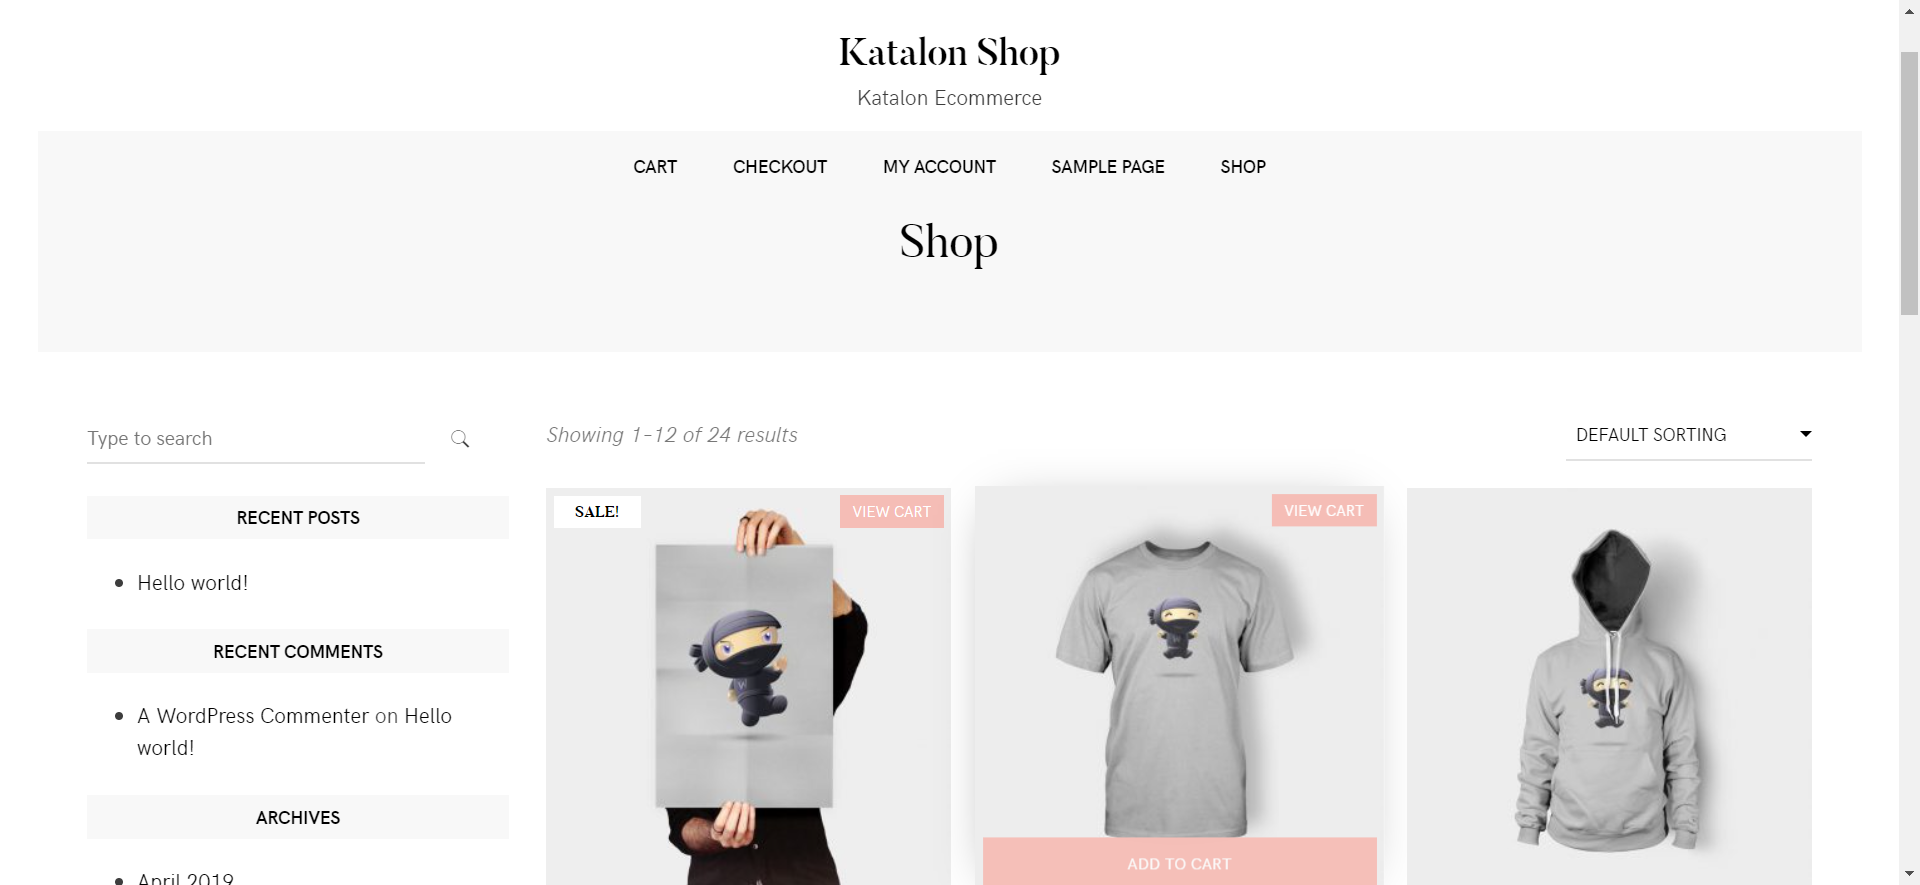 Katalon Shop
Katalon Ecommerce
CART CHECKOUT MY ACCOUNT SAMPLE PAGE SHOP
Shop
Type to search
Showing 1–12 of 24 results
DEFAULT SORTING
RECENT POSTS
Hello world!
RECENT COMMENTS
A WordPress Commenter on Hello
world!
ARCHIVES
April 2019
SALE!
VIEW CART
W
VIEW CART
W
ADD TO CART